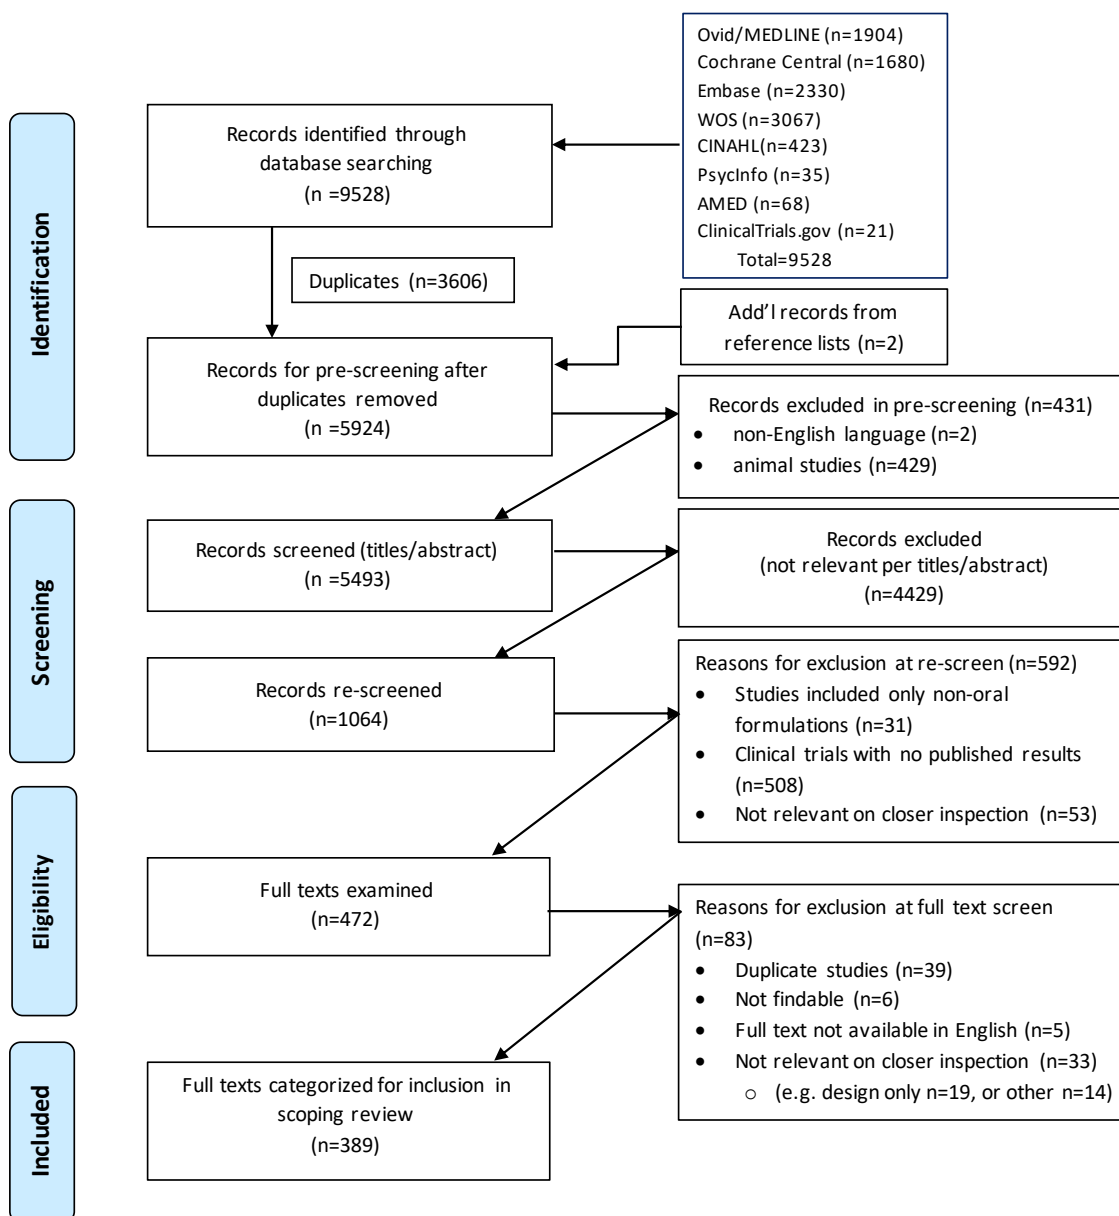 Ovid/MEDLINE (n=1904)
Cochrane Central (n=1680)
Embase (n=2330)
WOS (n=3067)
CINAHL(n=423)
PsycInfo (n=35)
AMED (n=68)
ClinicalTrials.gov (n=21)
Total=9528
Identification
Records identified through
database searching
(n =9528)
Duplicates (n=3606)
Add’l records from
reference lists (n=2)
Records for pre-screening after
duplicates removed
(n =5924)
Records excluded in pre-screening (n=431)
• non-English language (n=2)
• animal studies (n=429)
Screening
Records screened (titles/abstract)
(n =5493)
Records excluded
(not relevant per titles/abstract)
(n=4429)
Records re-screened
(n=1064)
Reasons for exclusion at re-screen (n=592)
• Studies included only non-oral
formulations (n=31)
• Clinical trials with no published results
(n=508)
• Not relevant on closer inspection (n=53)
Eligibility
Full texts examined
(n=472)
Reasons for exclusion at full text screen
(n=83)
• Duplicate studies (n=39)
• Not findable (n=6)
• Full text not available in English (n=5)
• Not relevant on closer inspection (n=33)
o (e.g. design only n=19, or other n=14)
Included
Full texts categorized for inclusion in
scoping review
(n=389)